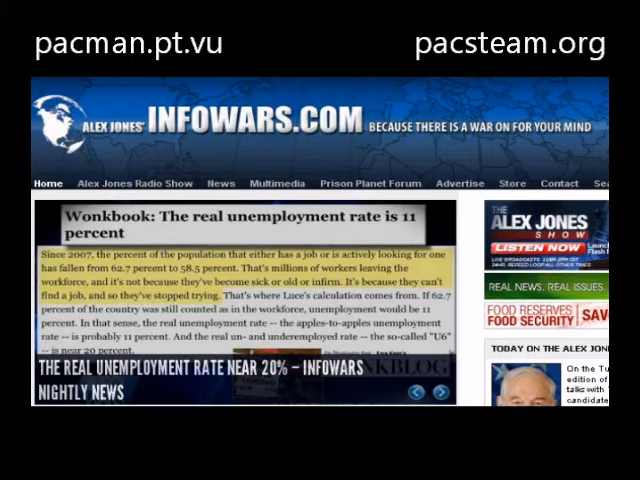 pacman.pt.vu
pacsteam.org
ALEX JONES' INFOWARS.COM BECAUSE THERE IS A WAR ON FOR YOUR MIND
Home Alex Jones Radio Show News Multimedia Prison Planet Forum Advertise Store Contact Sea
Wonkbook: The real unemployment rate is 11
percent
Since 2007, the percent of the population that either has a job or is actively looking for one
has fallen from 62.7 percent to 58.5 percent. That's millions of workers leaving the
workforce, and it's not because they've become sick or old or infirm. It's because they can't
find a job, and so they've stopped trying. That's where Luce's calculation comes from. If 62.7
percent of the country was still counted as in the workforce, unemployment would be 11
percent. In that sense, the real unemployment rate -- the apples-to-apples unemployment
rate -- is probably 11 percent. And the real un- and underemployed rate -- the so-called "U6"
-- is near 20 percent.
THE REAL UNEMPLOYMENT RATE NEAR 20% – INFOWARS
NIGHTLY NEWS
THE
ALEX JONES
SHOW
LISTEN NOW
Launch
Flash
REAL NEWS. REAL ISSUES.
FOOD RESERVES
FOOD SECURITY
SAV
TODAY ON THE ALEX JON
On the Tu
edition of
talks with
candidate